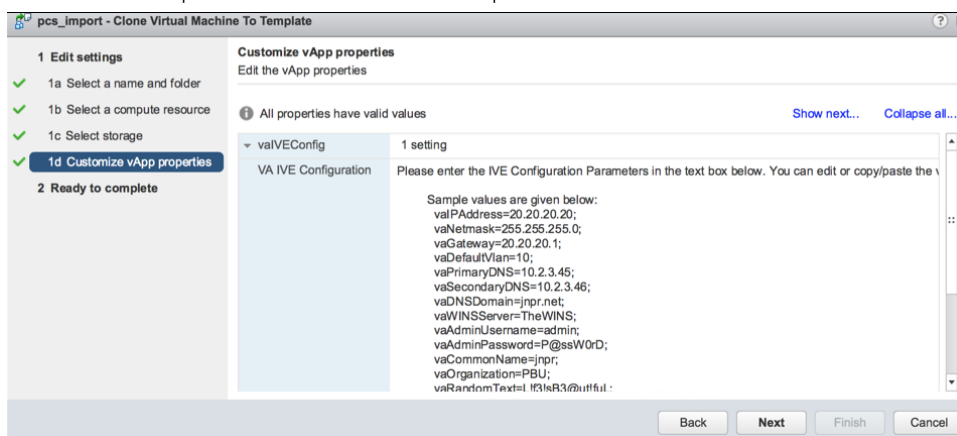 pcs_import - Clone Virtual Machine To Template
1 Edit settings
1a Select a name and folder
1b Select a compute resource
1c Select storage
1d Customize vApp properties
2 Ready to complete
Customize vApp properties
Edit the vApp properties
All properties have valid values
Show next...
Collapse all...
vaIVEConfig
1 setting
VA IVE Configuration
Please enter the IVE Configuration Parameters in the text box below. You can edit or copy/paste the
Sample values are given below:
vaIPAddress=20.20.20.20;
vaNetmask=255.255.255.0;
vaGateway=20.20.20.1;
vaDefaultVlan=10;
vaPrimaryDNS=10.2.3.45;
vaSecondaryDNS=10.2.3.46;
vaDNSDomain=jnpr.net;
vaWINSServer=TheWINS;
vaAdminUsername=admin;
vaAdminPassword=P@ssW0rD;
vaCommonName=jnpr;
vaOrganization=PBU;
Back
Next
Finish
Cancel